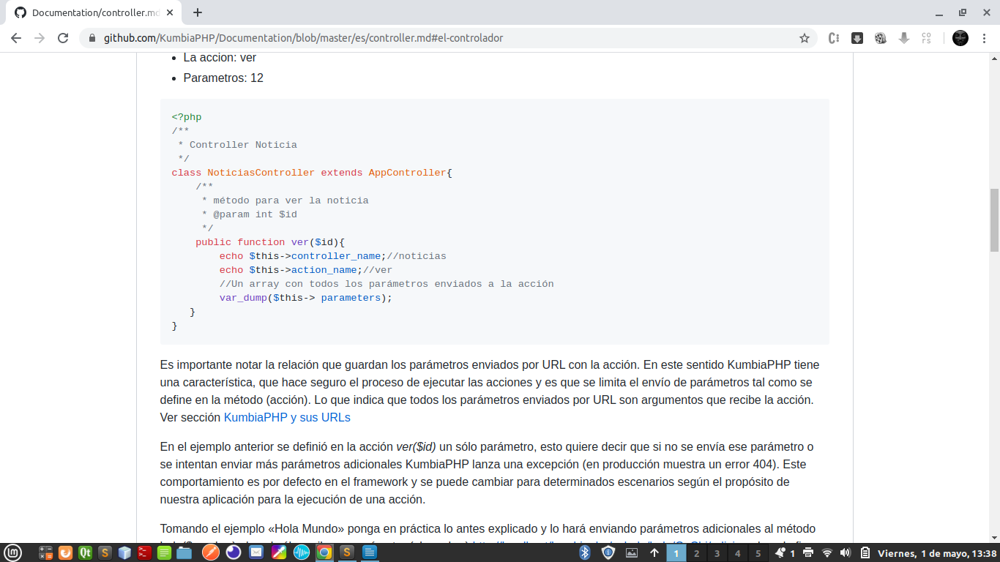 Documentation/controller.md
github.com/KumbiaPHP/Documentation/blob/master/es/controller.md#el-controlador
co
rs
La accion: ver
Parametros: 12
<?php
/**
 * Controller Noticia
 */
class NoticiasController extends AppController{
    /**
     * método para ver la noticia
     * @param int $id
     */
    public function ver($id){
        echo $this->controller_name;//noticias
        echo $this->action_name;//ver
        //Un array con todos los parámetros enviados a la acción
        var_dump($this-> parameters);
   }
}
Es importante notar la relación que guardan los parámetros enviados por URL con la acción. En este sentido KumbiaPHP tiene
una característica, que hace seguro el proceso de ejecutar las acciones y es que se limita el envío de parámetros tal como se
define en la método (acción). Lo que indica que todos los parámetros enviados por URL son argumentos que recibe la acción.
Ver sección KumbiaPHP y sus URLs
En el ejemplo anterior se definió en la acción ver($id) un sólo parámetro, esto quiere decir que si no se envía ese parámetro o
se intentan enviar más parámetros adicionales KumbiaPHP lanza una excepción (en producción muestra un error 404). Este
comportamiento es por defecto en el framework y se puede cambiar para determinados escenarios según el propósito de
nuestra aplicación para la ejecución de una acción.
Tomando el ejemplo «Hola Mundo» ponga en práctica lo antes explicado y lo hará enviando parámetros adicionales al método
Qt
S
S
1 2 3 4 5
1
Viernes, 1 de mayo, 13:38